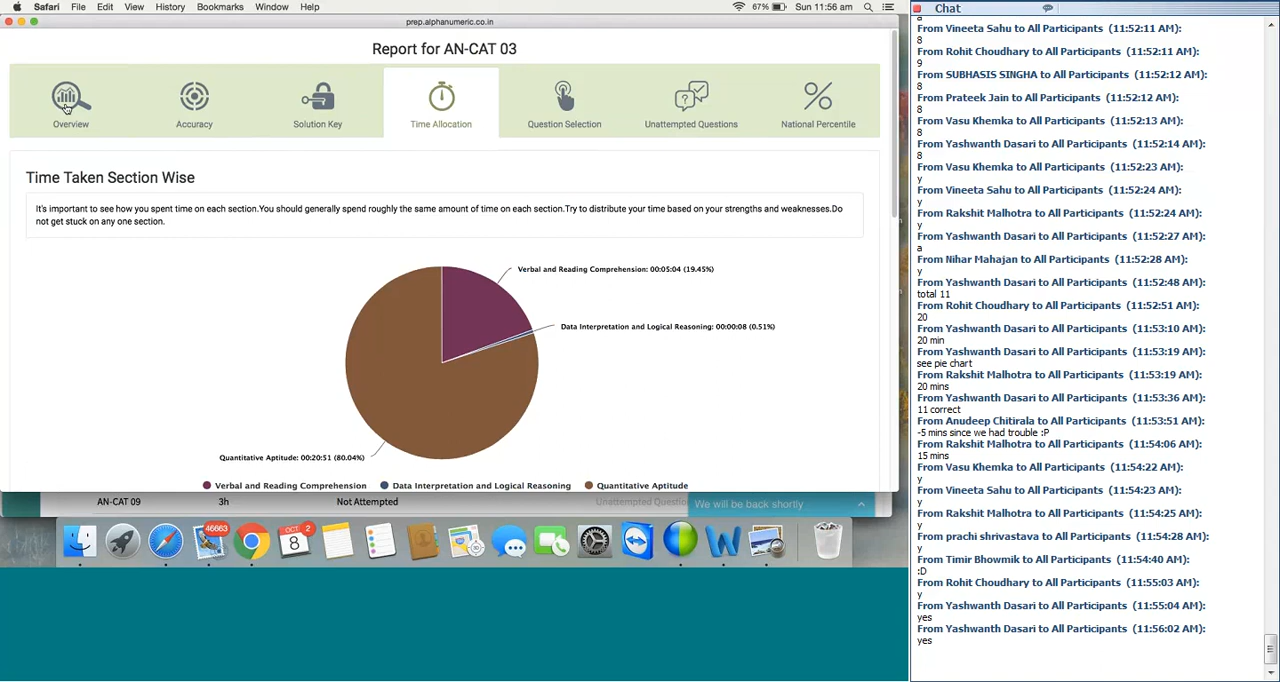 Safari File Edit View History Bookmarks Window Help 67% Sun 11:56 am
prep.alphanumeric.co.in
Report for AN-CAT 03
Overview Accuracy Solution Key Time Allocation Question Selection Unattempted Questions National Percentile
Time Taken Section Wise
It's important to see how you spent time on each section.You should generally spend roughly the same amount of time on each section.Try to distribute your time based on your strengths and weaknesses.Do
not get stuck on any one section.
Verbal and Reading Comprehension: 00:05:04 (19.45%)
Data Interpretation and Logical Reasoning: 00:00:08 (0.51%)
Quantitative Aptitude: 00:20:51 (80.04%)
Verbal and Reading Comprehension Data Interpretation and Logical Reasoning Quantitative Aptitude
AN-CAT 09 3h Not Attempted Unattempted Questio
We will be back shortly
46663
OCT 2
8
Chat
a
From Vineeta Sahu to All Participants (11:52:11 AM):
8
From Rohit Choudhary to All Participants (11:52:11 AM):
9
From SUBHASIS SINGHA to All Participants (11:52:12 AM):
8
From Prateek Jain to All Participants (11:52:12 AM):
8
From Vasu Khemka to All Participants (11:52:13 AM):
8
From Yashwanth Dasari to All Participants (11:52:14 AM):
8
From Vasu Khemka to All Participants (11:52:23 AM):
y
From Vineeta Sahu to All Participants (11:52:24 AM):
y
From Rakshit Malhotra to All Participants (11:52:24 AM):
y
From Yashwanth Dasari to All Participants (11:52:27 AM):
a
From Nihar Mahajan to All Participants (11:52:28 AM):
y
From Yashwanth Dasari to All Participants (11:52:48 AM):
total 11
From Rohit Choudhary to All Participants (11:52:51 AM):
20
From Yashwanth Dasari to All Participants (11:53:10 AM):
20 min
From Yashwanth Dasari to All Participants (11:53:19 AM):
see pie chart
From Rakshit Malhotra to All Participants (11:53:19 AM):
20 mins
From Yashwanth Dasari to All Participants (11:53:36 AM):
11 correct
From Anudeep Chitirala to All Participants (11:53:51 AM):
-5 mins since we had trouble :P
From Rakshit Malhotra to All Participants (11:54:06 AM):
15 mins
From Vasu Khemka to All Participants (11:54:22 AM):
y
From Vineeta Sahu to All Participants (11:54:23 AM):
y
From Rakshit Malhotra to All Participants (11:54:25 AM):
y
From prachi shrivastava to All Participants (11:54:28 AM):
y
From Timir Bhowmik to All Participants (11:54:40 AM):
:D
From Rohit Choudhary to All Participants (11:55:03 AM):
y
From Yashwanth Dasari to All Participants (11:55:04 AM):
yes
From Yashwanth Dasari to All Participants (11:56:02 AM):
yes